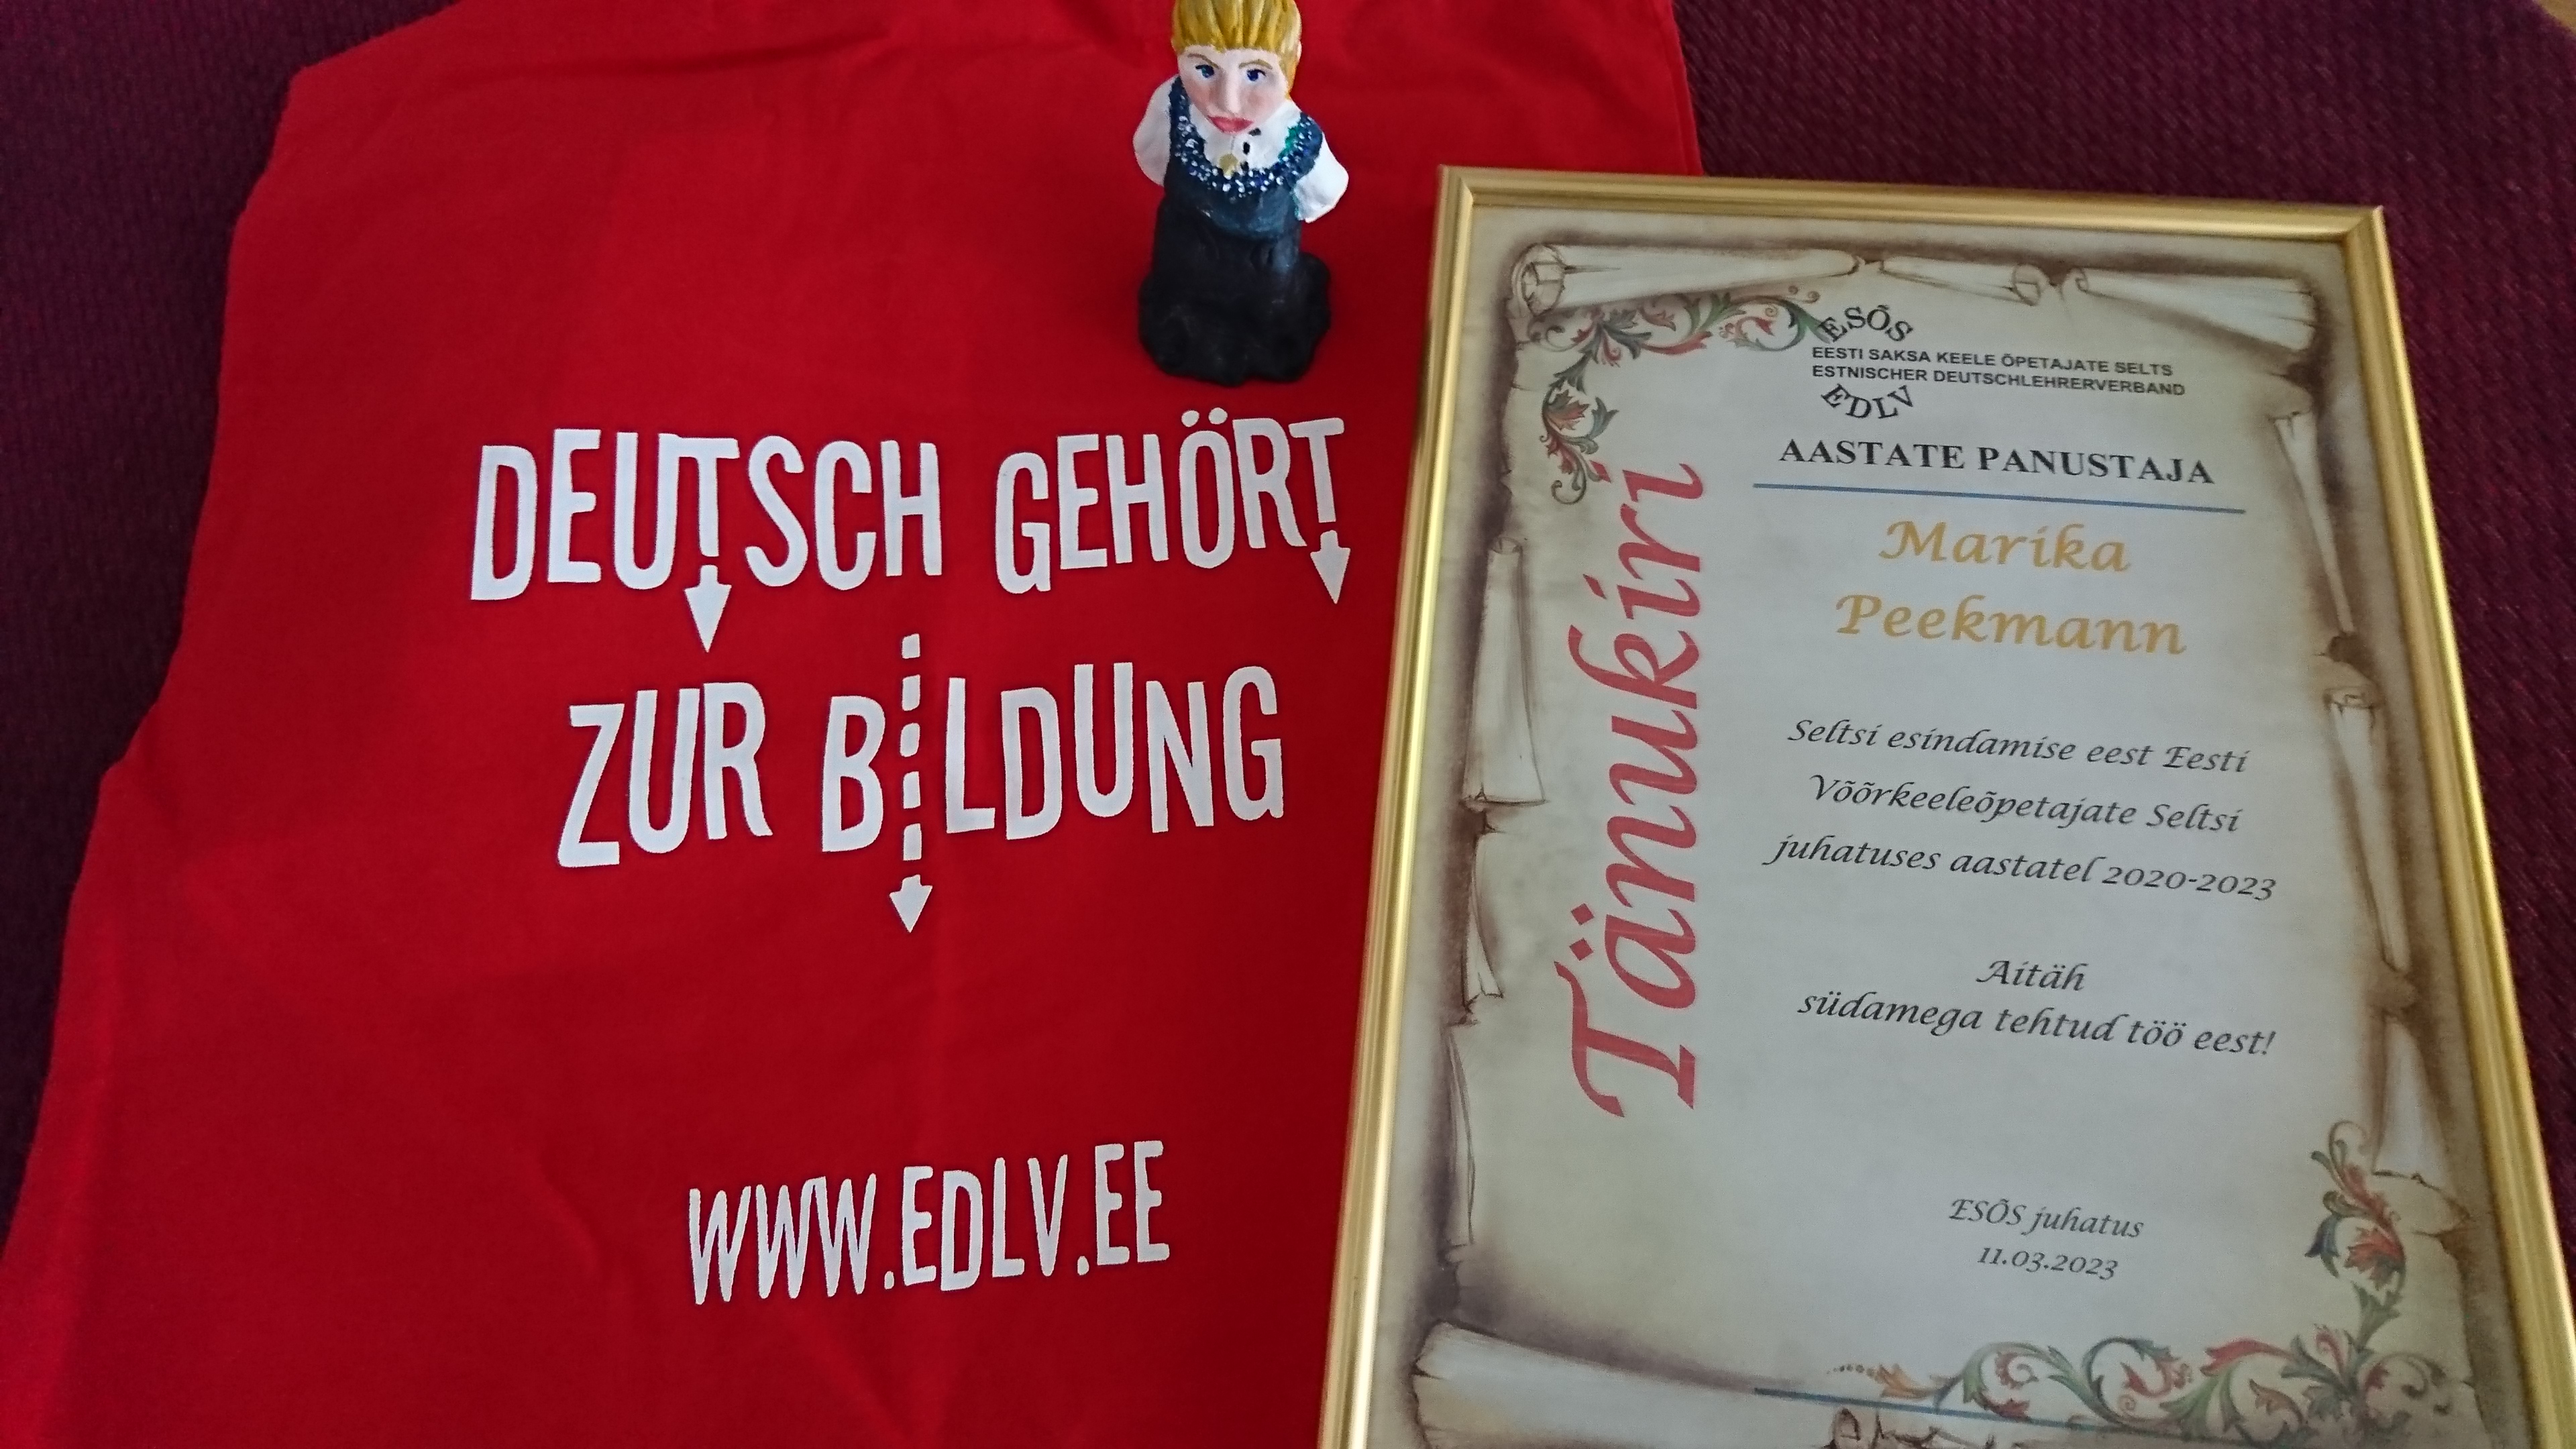 DEUTSCH GEHÖRT
ZUR BILDUNG
WWW.EDLV.EE
ESÕS
EESTI SAKSA KEELE ÕPETAJATE SELTS
ESTNISCHER DEUTSCHLEHRERVERBAND
EDLV
AASTATE PANUSTAJA
Tänukiri
Marika
Peekmann
Seltsi esindamise eest Eesti
Võõrkeeleõpetajate Seltsi
juhatuses aastatel 2020-2023
Aitäh
südamega tehtud töö eest!
ESÕS juhatus
11.03.2023